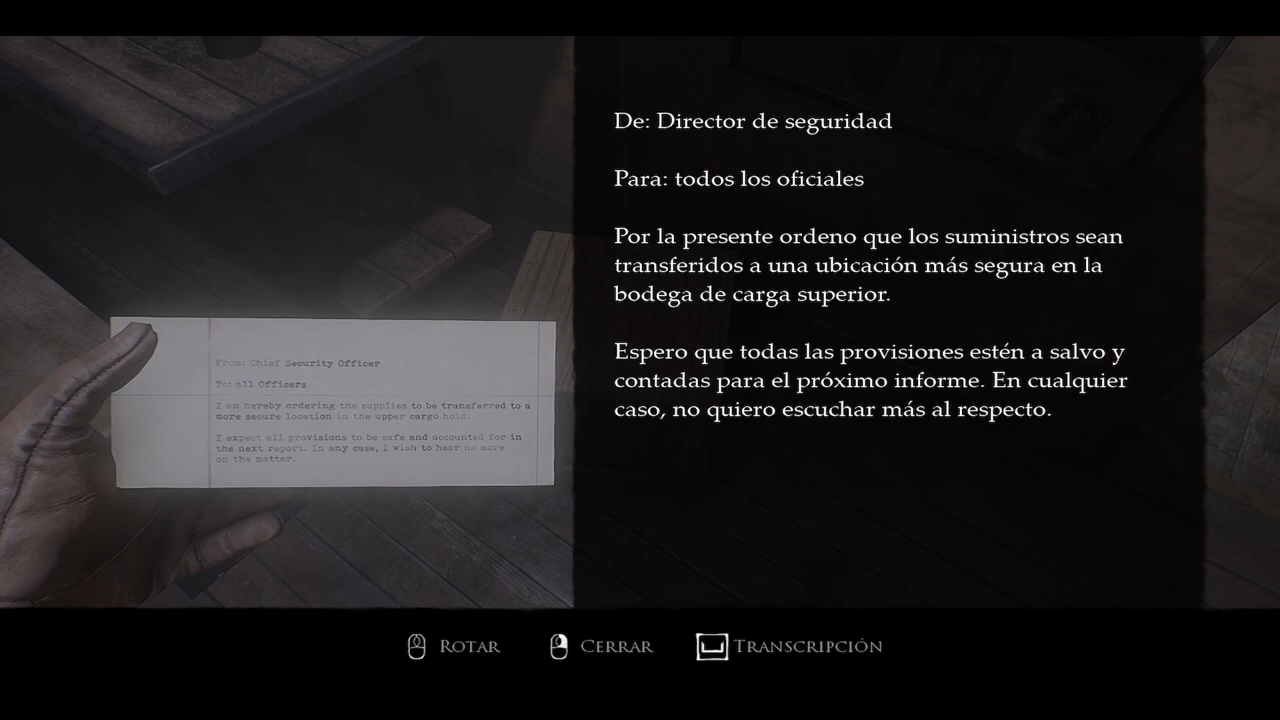 De: Director de seguridad
Para: todos los oficiales
Por la presente ordeno que los suministros sean
transferidos a una ubicación más segura en la
bodega de carga superior.
Espero que todas las provisiones estén a salvo y
contadas para el próximo informe. En cualquier
caso, no quiero escuchar más al respecto.
From: Chief Security Officer
To: all Officers
I am hereby ordering the supplies to be transferred to a
more secure location in the upper cargo hold.
I expect all provisions to be safe and accounted for in
the next report. In any case, I wish to hear no more
on the matter.
ROTAR
CERRAR
TRANSCRIPCIÓN